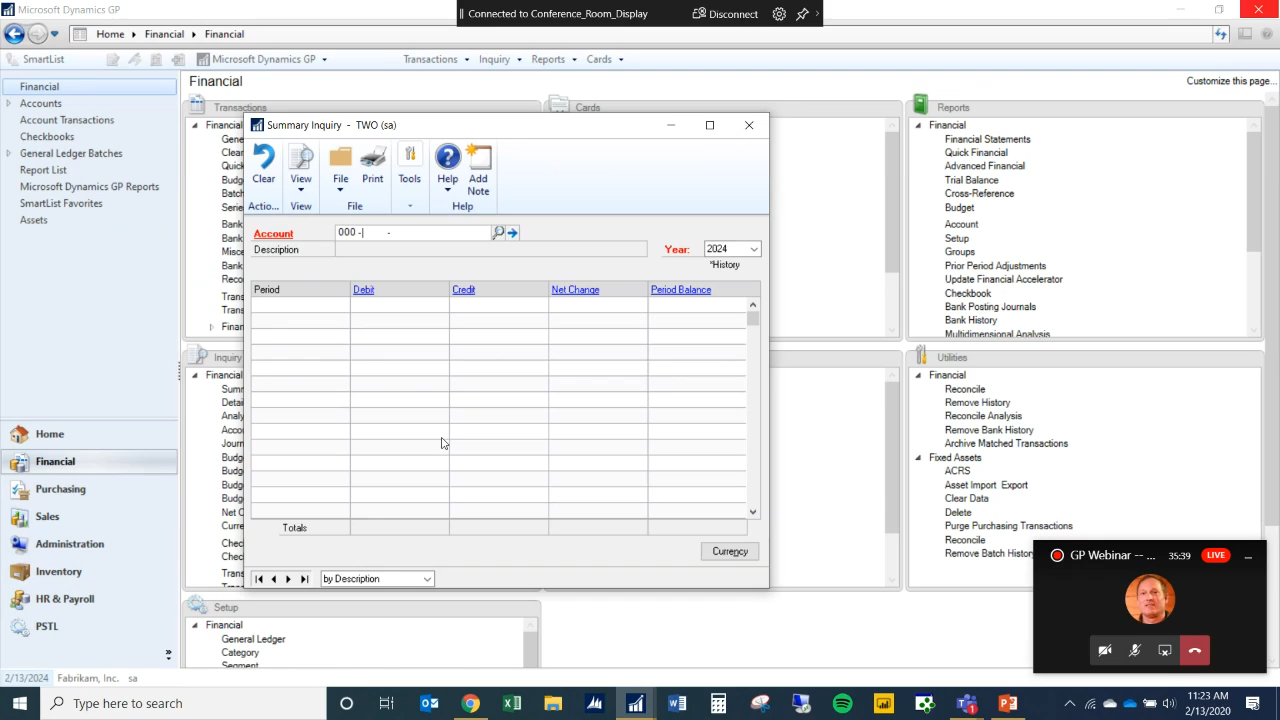 Microsoft Dynamics GP
Connected to Conference_Room_Display
Disconnect
Home
Financial
Financial
SmartList
Microsoft Dynamics GP
Transactions
Inquiry
Reports
Cards
Financial
Accounts
Account Transactions
Checkbooks
General Ledger Batches
Report List
Microsoft Dynamics GP Reports
SmartList Favorites
Assets
Home
Financial
Purchasing
Sales
Administration
Inventory
HR & Payroll
PSTL
Financial
Customize this page...
Transactions
Cards
Reports
Financial
Financial Statements
Quick Financial
Advanced Financial
Trial Balance
Cross-Reference
Budget
Account
Setup
Groups
Prior Period Adjustments
Update Financial Accelerator
Checkbook
Bank Posting Journals
Bank History
Multidimensional Analysis
Utilities
Financial
Reconcile
Remove History
Reconcile Analysis
Remove Bank History
Archive Matched Transactions
Fixed Assets
ACRS
Asset Import Export
Clear Data
Delete
Purge Purchasing Transactions
Reconcile
Remove Batch History
Summary Inquiry - TWO (sa)
Clear
View
File
Print
Tools
Help
Add Note
Actio...
View
File
Help
Account
000 - -
Description
Year:
2024
*History
Period
Debit
Credit
Net Change
Period Balance
Totals
Currency
by Description
Inquiry
Setup
Financial
General Ledger
Category
Segment
GP Webinar -- ...
35:39
LIVE
2/13/2024
Fabrikam, Inc.
sa
Type here to search
11:23 AM
2/13/2020